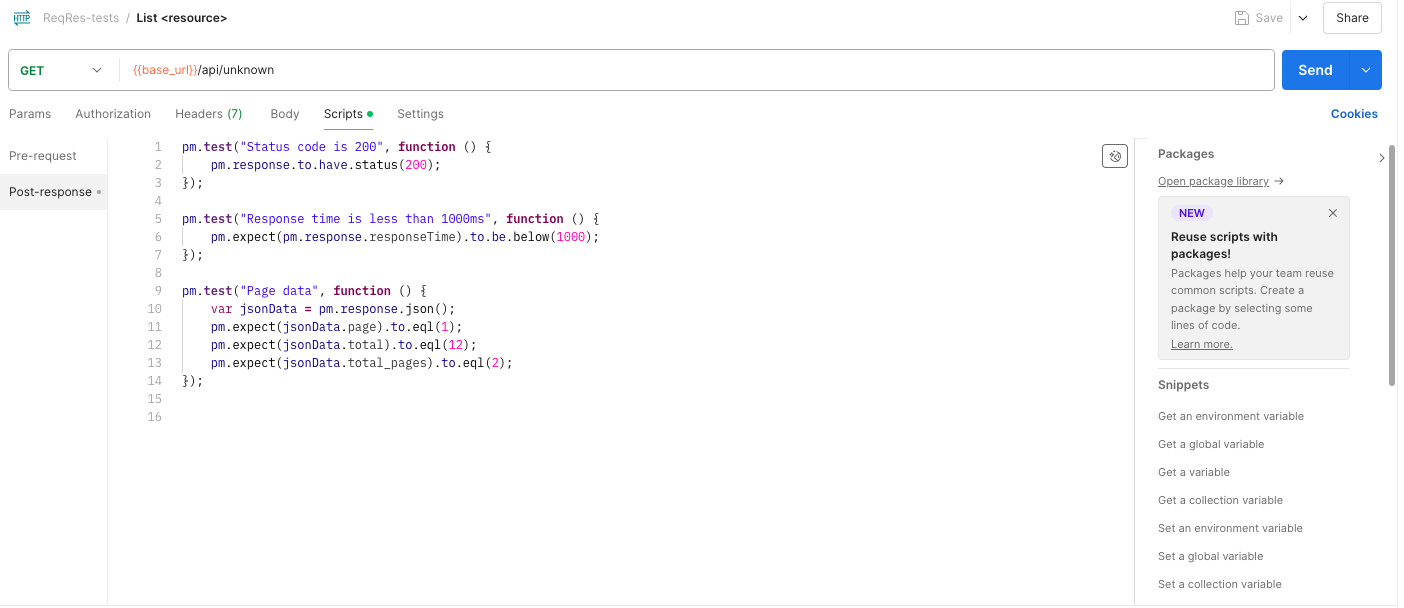 HTTP ReqRes-tests / List <resource> Save Share
GET {{base_url}}/api/unknown Send
Params Authorization Headers (7) Body Scripts Settings Cookies
Pre-request
Post-response
1 pm.test("Status code is 200", function () {
2 pm.response.to.have.status(200);
3 });
4
5 pm.test("Response time is less than 1000ms", function () {
6 pm.expect(pm.response.responseTime).to.be.below(1000);
7 });
8
9 pm.test("Page data", function () {
10 var jsonData = pm.response.json();
11 pm.expect(jsonData.page).to.eql(1);
12 pm.expect(jsonData.total).to.eql(12);
13 pm.expect(jsonData.total_pages).to.eql(2);
14 });
15
16
Packages
Open package library →
NEW
Reuse scripts with
packages!
Packages help your team reuse
common scripts. Create a
package by selecting some
lines of code.
Learn more.
Snippets
Get an environment variable
Get a global variable
Get a variable
Get a collection variable
Set an environment variable
Set a global variable
Set a collection variable